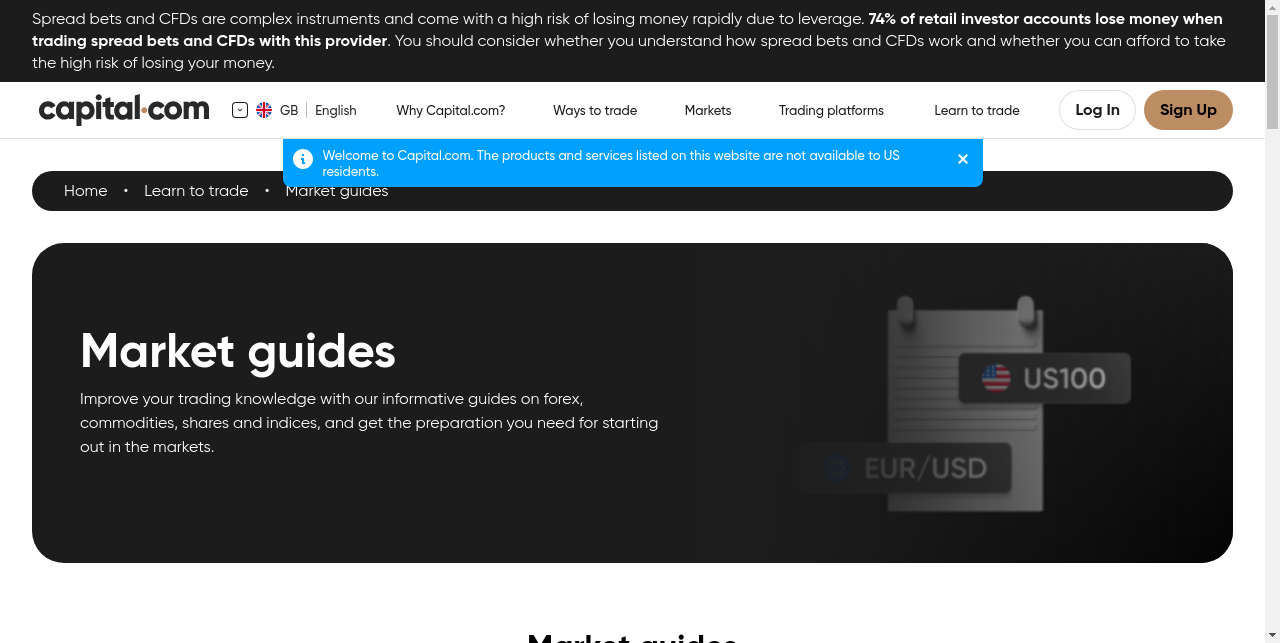 Spread bets and CFDs are complex instruments and come with a high risk of losing money rapidly due to leverage. 74% of retail investor accounts lose money when
trading spread bets and CFDs with this provider. You should consider whether you understand how spread bets and CFDs work and whether you can afford to take
the high risk of losing your money.
capital.com
GB English
Why Capital.com?
Ways to trade
Markets
Trading platforms
Learn to trade
Log In
Sign Up
Welcome to Capital.com. The products and services listed on this website are not available to US
residents.
Home • Learn to trade • Market guides
Market guides
Improve your trading knowledge with our informative guides on forex,
commodities, shares and indices, and get the preparation you need for starting
out in the markets.
US100
EUR/USD
Market guides